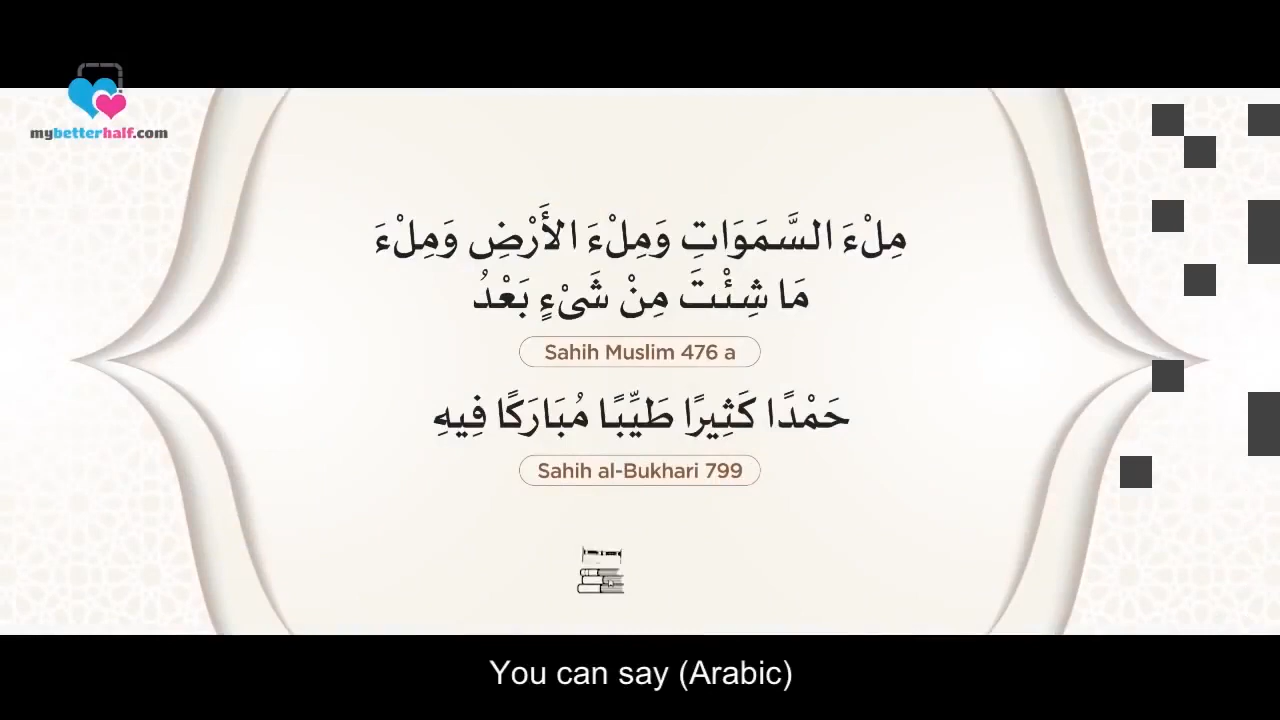 mybetterhalf.com
مِلْءَ السَّمَوَاتِ وَمِلْءَ الأَرْضِ وَمِلْءَ
مَا شِئْتَ مِنْ شَىْءٍ بَعْدُ
Sahih Muslim 476 a
حَمْدًا كَثِيرًا طَيِّبًا مُبَارَكًا فِيهِ
Sahih al-Bukhari 799
You can say (Arabic)